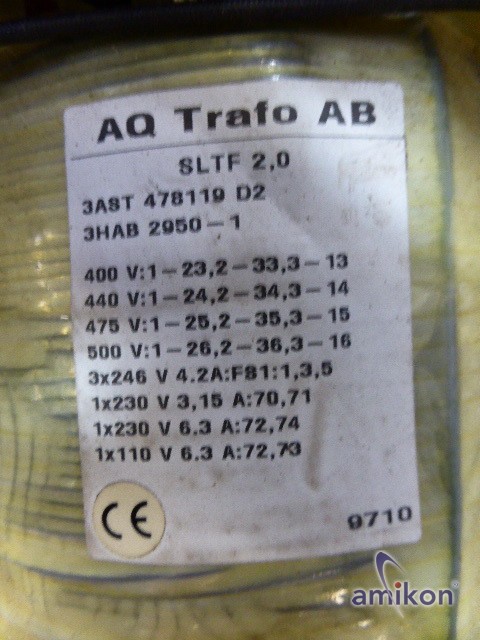 AQ Trafo AB
SLTF 2,0
3AST 478119 D2
3HAB 2950-1
400 V:1-23,2-33,3-13
440 V:1-24,2-34,3-14
475 V:1-25,2-35,3-15
500 V:1-26,2-36,3-16
3x246 V 4.2A:F81:1,3,5
1x230 V 3,15 A:70,71
1x230 V 6.3 A:72,74
1x110 V 6.3 A:72,73
CE
9710
amikon®